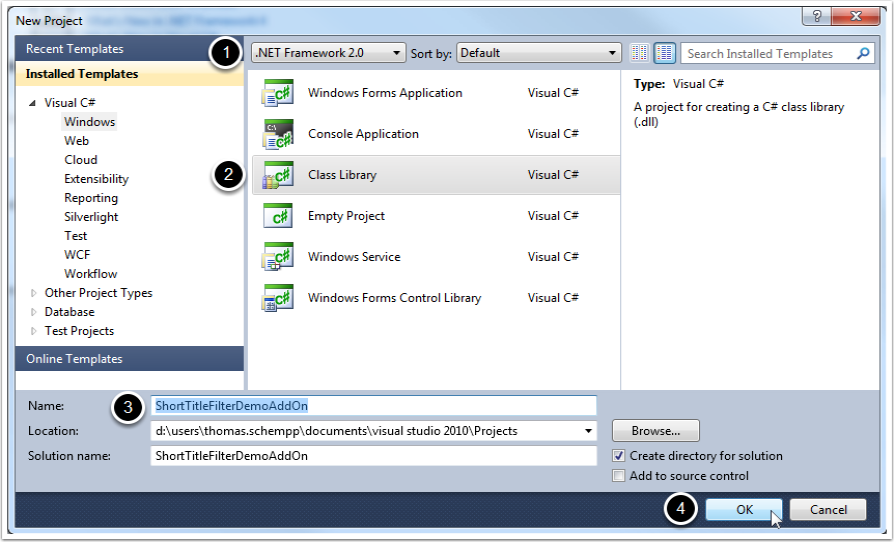 New Project
Recent Templates
Installed Templates
Visual C#
Windows
Web
Cloud
Extensibility
Reporting
Silverlight
Test
WCF
Workflow
Other Project Types
Database
Test Projects
Online Templates
1
.NET Framework 2.0
Sort by:
Default
Search Installed Templates
Windows Forms Application Visual C#
Console Application Visual C#
2
Class Library Visual C#
Empty Project Visual C#
Windows Service Visual C#
Windows Forms Control Library Visual C#
Type: Visual C#
A project for creating a C# class library
(.dll)
Name:
3
ShortTitleFilterDemoAddOn
Location:
d:\users\thomas.schempp\documents\visual studio 2010\Projects
Browse...
Solution name:
ShortTitleFilterDemoAddOn
Create directory for solution
Add to source control
4
OK
Cancel